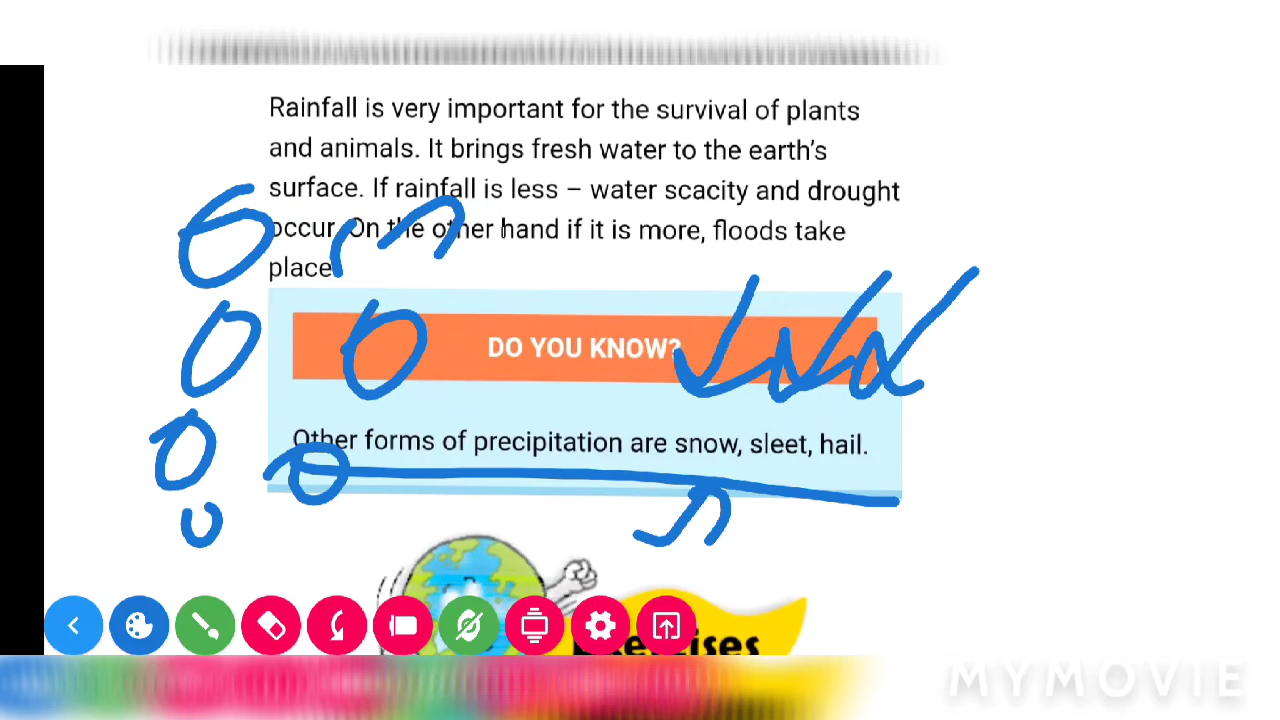 Rainfall is very important for the survival of plants
and animals. It brings fresh water to the earth's
surface. If rainfall is less – water scacity and drought
occur. On the other hand if it is more, floods take
place.
DO YOU KNOW?
Other forms of precipitation are snow, sleet, hail.
Exercises
MYMOVIE